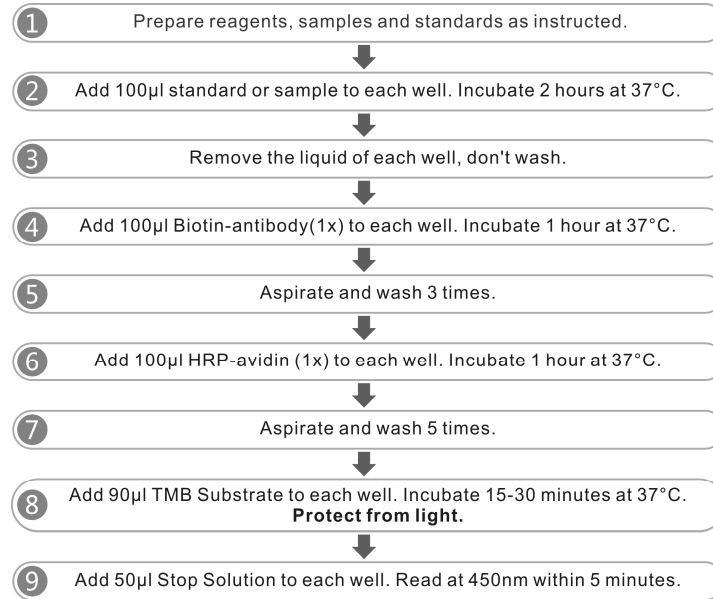 1 Prepare reagents, samples and standards as instructed.
2 Add 100µl standard or sample to each well. Incubate 2 hours at 37°C.
3 Remove the liquid of each well, don't wash.
4 Add 100µl Biotin-antibody(1x) to each well. Incubate 1 hour at 37°C.
5 Aspirate and wash 3 times.
6 Add 100µl HRP-avidin (1x) to each well. Incubate 1 hour at 37°C.
7 Aspirate and wash 5 times.
8 Add 90µl TMB Substrate to each well. Incubate 15-30 minutes at 37°C.
Protect from light.
9 Add 50µl Stop Solution to each well. Read at 450nm within 5 minutes.